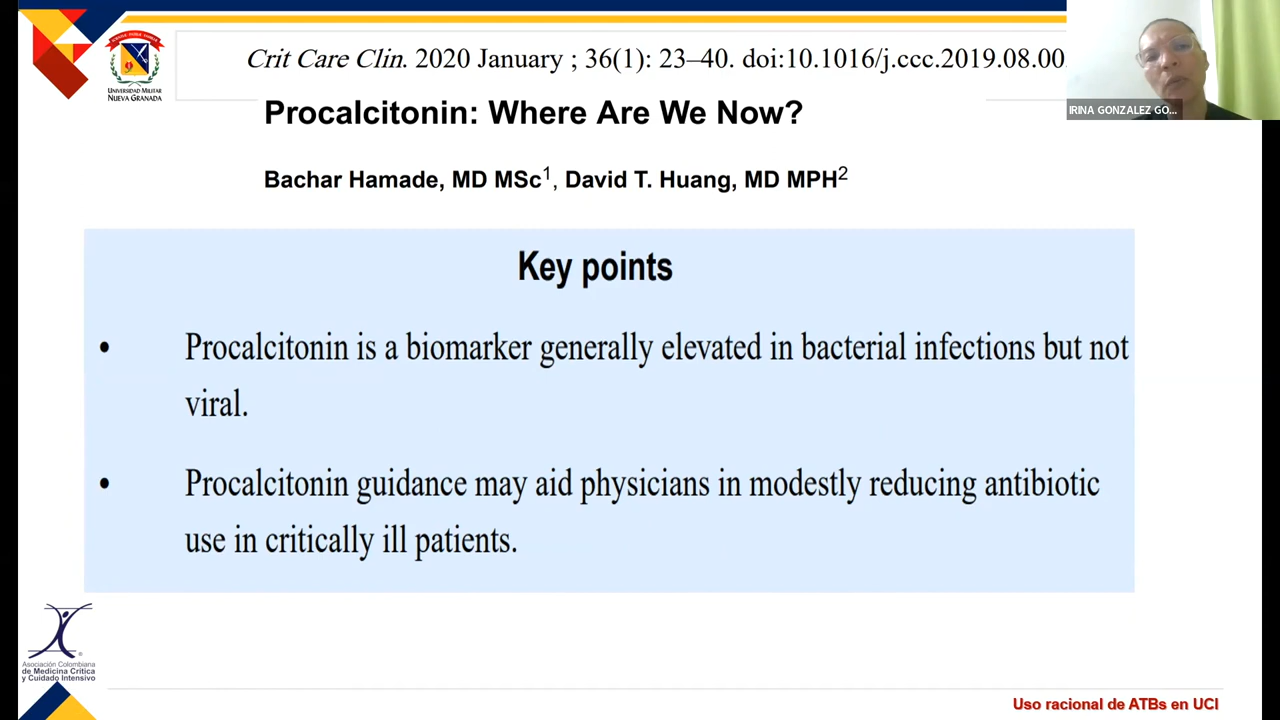 UNIVERSIDAD MILITAR
NUEVA GRANADA
Crit Care Clin. 2020 January ; 36(1): 23–40. doi:10.1016/j.ccc.2019.08.00
IRINA GONZALEZ GO...
Procalcitonin: Where Are We Now?
Bachar Hamade, MD MSc1, David T. Huang, MD MPH2
Key points
• Procalcitonin is a biomarker generally elevated in bacterial infections but not
viral.
• Procalcitonin guidance may aid physicians in modestly reducing antibiotic
use in critically ill patients.
Asociación Colombiana
de Medicina Crítica
y Cuidado Intensivo
Uso racional de ATBs en UCI